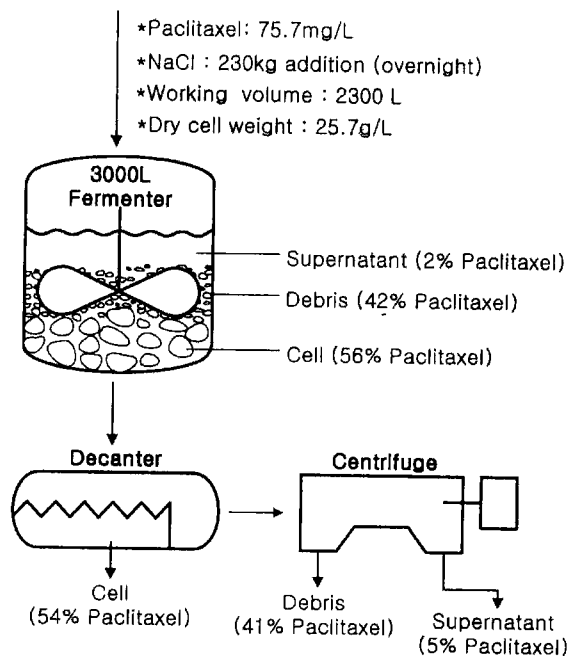 *Paclitaxel: 75.7mg/L
*NaCl : 230kg addition (overnight)
*Working volume : 2300 L
*Dry cell weight : 25.7g/L
3000L
Fermenter
Supernatant (2% Paclitaxel)
Debris (42% Paclitaxel)
Cell (56% Paclitaxel)
Decanter
Centrifuge
Cell
(54% Paclitaxel)
Debris
(41% Paclitaxel)
Supernatant
(5% Paclitaxel)